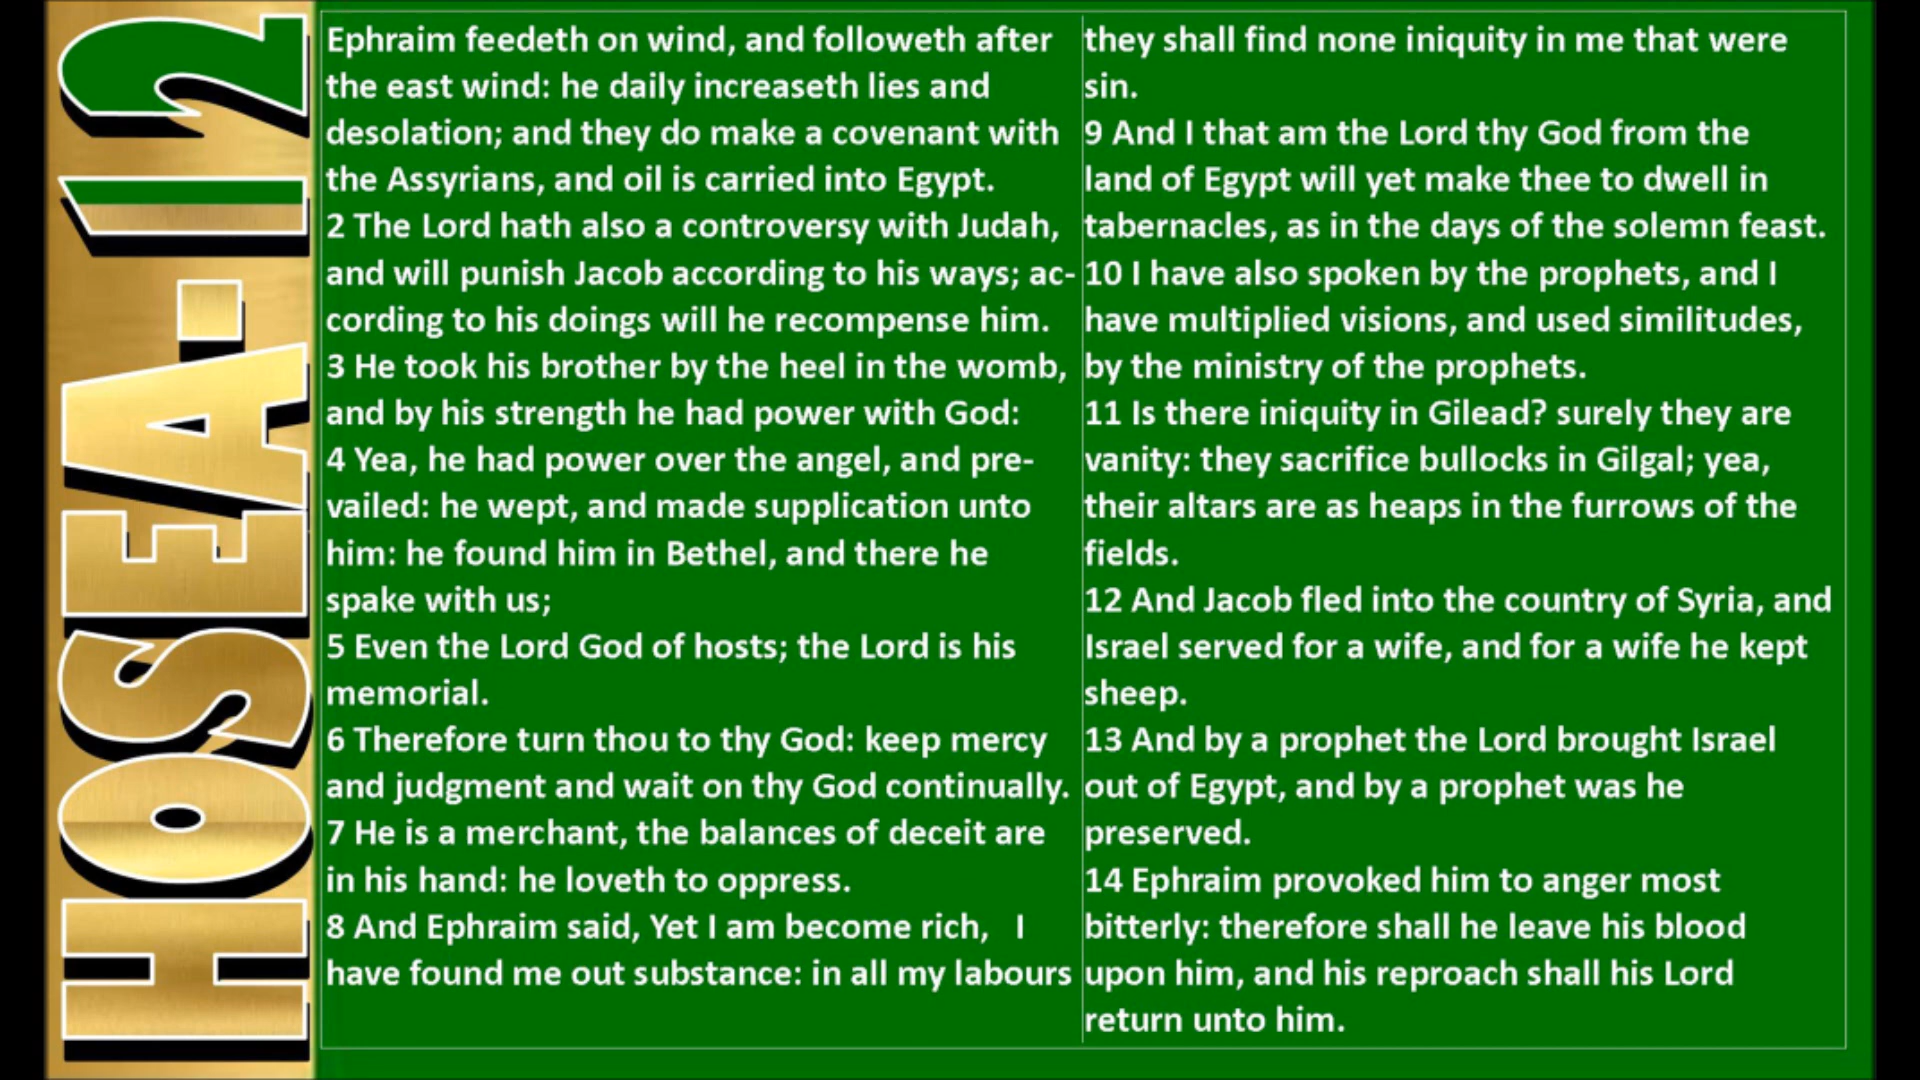 HOSEA.12
Ephraim feedeth on wind, and followeth after
the east wind: he daily increaseth lies and
desolation; and they do make a covenant with
the Assyrians, and oil is carried into Egypt.
2 The Lord hath also a controversy with Judah,
and will punish Jacob according to his ways; ac-
cording to his doings will he recompense him.
3 He took his brother by the heel in the womb,
and by his strength he had power with God:
4 Yea, he had power over the angel, and pre-
vailed: he wept, and made supplication unto
him: he found him in Bethel, and there he
spake with us;
5 Even the Lord God of hosts; the Lord is his
memorial.
6 Therefore turn thou to thy God: keep mercy
and judgment and wait on thy God continually.
7 He is a merchant, the balances of deceit are
in his hand: he loveth to oppress.
8 And Ephraim said, Yet I am become rich, I
have found me out substance: in all my labours
they shall find none iniquity in me that were
sin.
9 And I that am the Lord thy God from the
land of Egypt will yet make thee to dwell in
tabernacles, as in the days of the solemn feast.
10 I have also spoken by the prophets, and I
have multiplied visions, and used similitudes,
by the ministry of the prophets.
11 Is there iniquity in Gilead? surely they are
vanity: they sacrifice bullocks in Gilgal; yea,
their altars are as heaps in the furrows of the
fields.
12 And Jacob fled into the country of Syria, and
Israel served for a wife, and for a wife he kept
sheep.
13 And by a prophet the Lord brought Israel
out of Egypt, and by a prophet was he
preserved.
14 Ephraim provoked him to anger most
bitterly: therefore shall he leave his blood
upon him, and his reproach shall his Lord
return unto him.